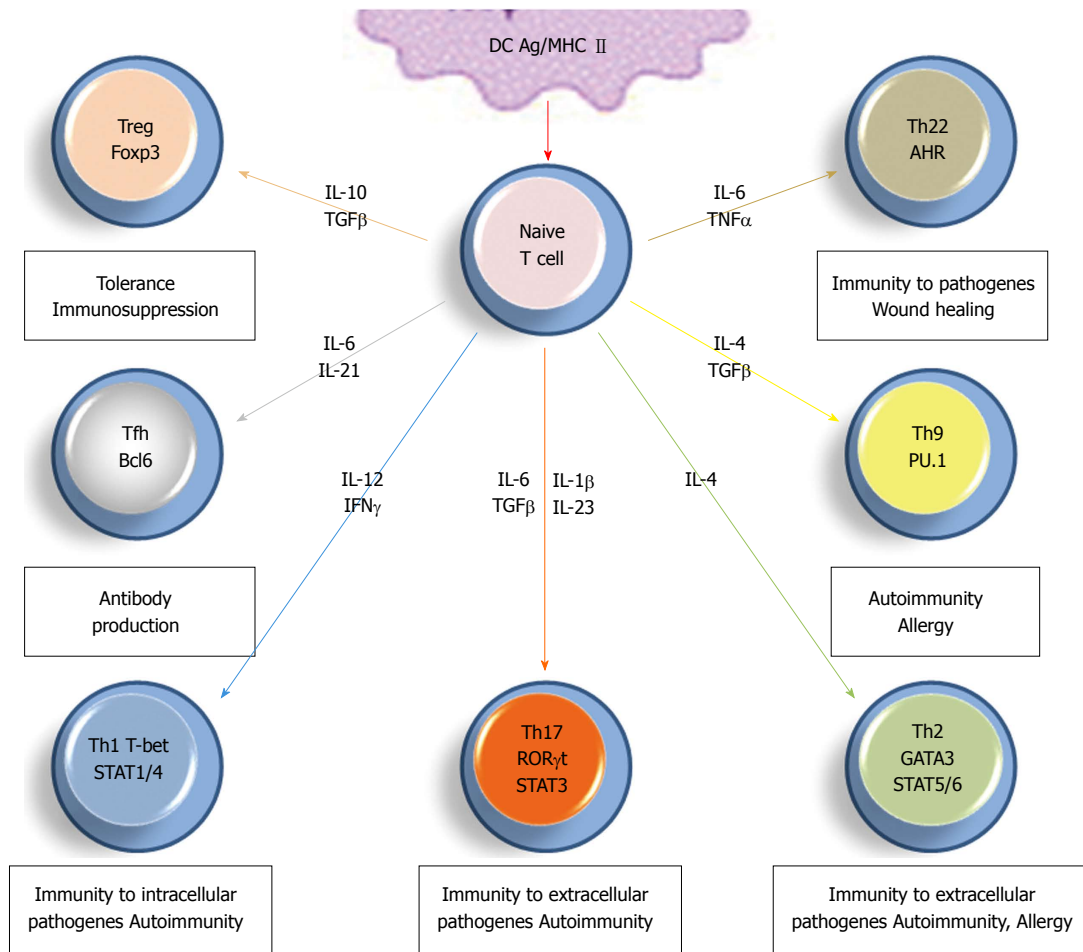 DC Ag/MHC Ⅱ
Treg
Foxp3
IL-10
TGFβ
Naive
T cell
IL-6
TNFα
Th22
AHR
Tolerance
Immunosuppression
Immunity to pathogenes
Wound healing
IL-6
IL-21
IL-4
TGFβ
Tfh
Bcl6
Th9
PU.1
IL-12
IFNγ
IL-6
TGFβ
IL-1β
IL-23
IL-4
Antibody
production
Autoimmunity
Allergy
Th1 T-bet
STAT1/4
Th17
RORγt
STAT3
Th2
GATA3
STAT5/6
Immunity to intracellular
pathogenes Autoimmunity
Immunity to extracellular
pathogenes Autoimmunity
Immunity to extracellular
pathogenes Autoimmunity, Allergy